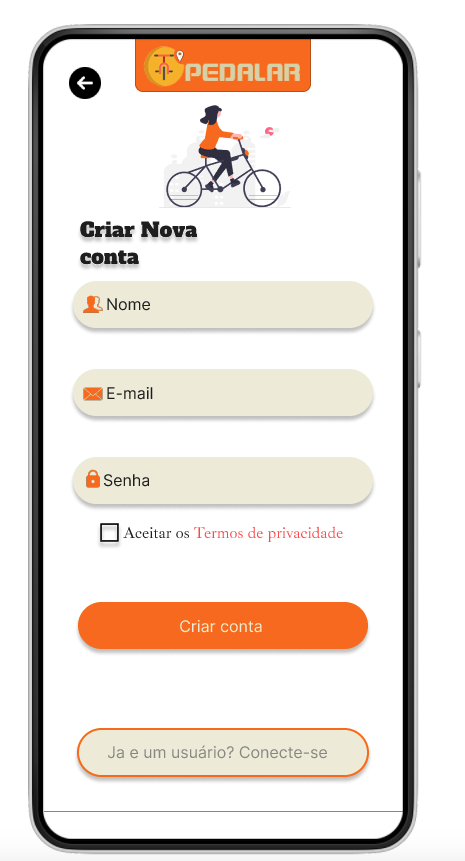 PEDALAR
Criar Nova
conta
Nome
E-mail
Senha
Aceitar os Termos de privacidade
Criar conta
Ja e um usuário? Conecte-se